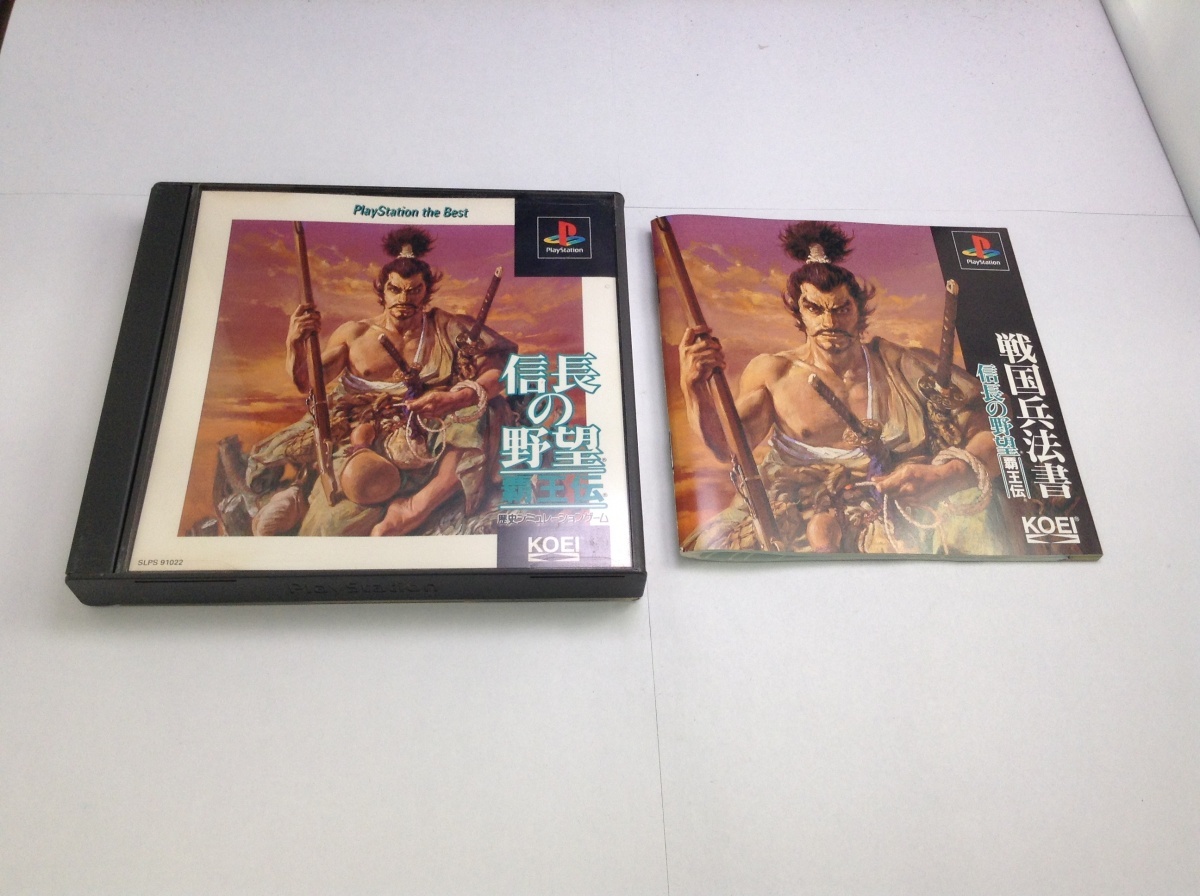 PlayStation the Best
PlayStation
信長
の
野望
覇王伝
歴史シミュレーションゲーム
KOEI
SLPS 91022
PlayStation
PlayStation
戦国兵法書
信長の野望
覇王伝
KOEI